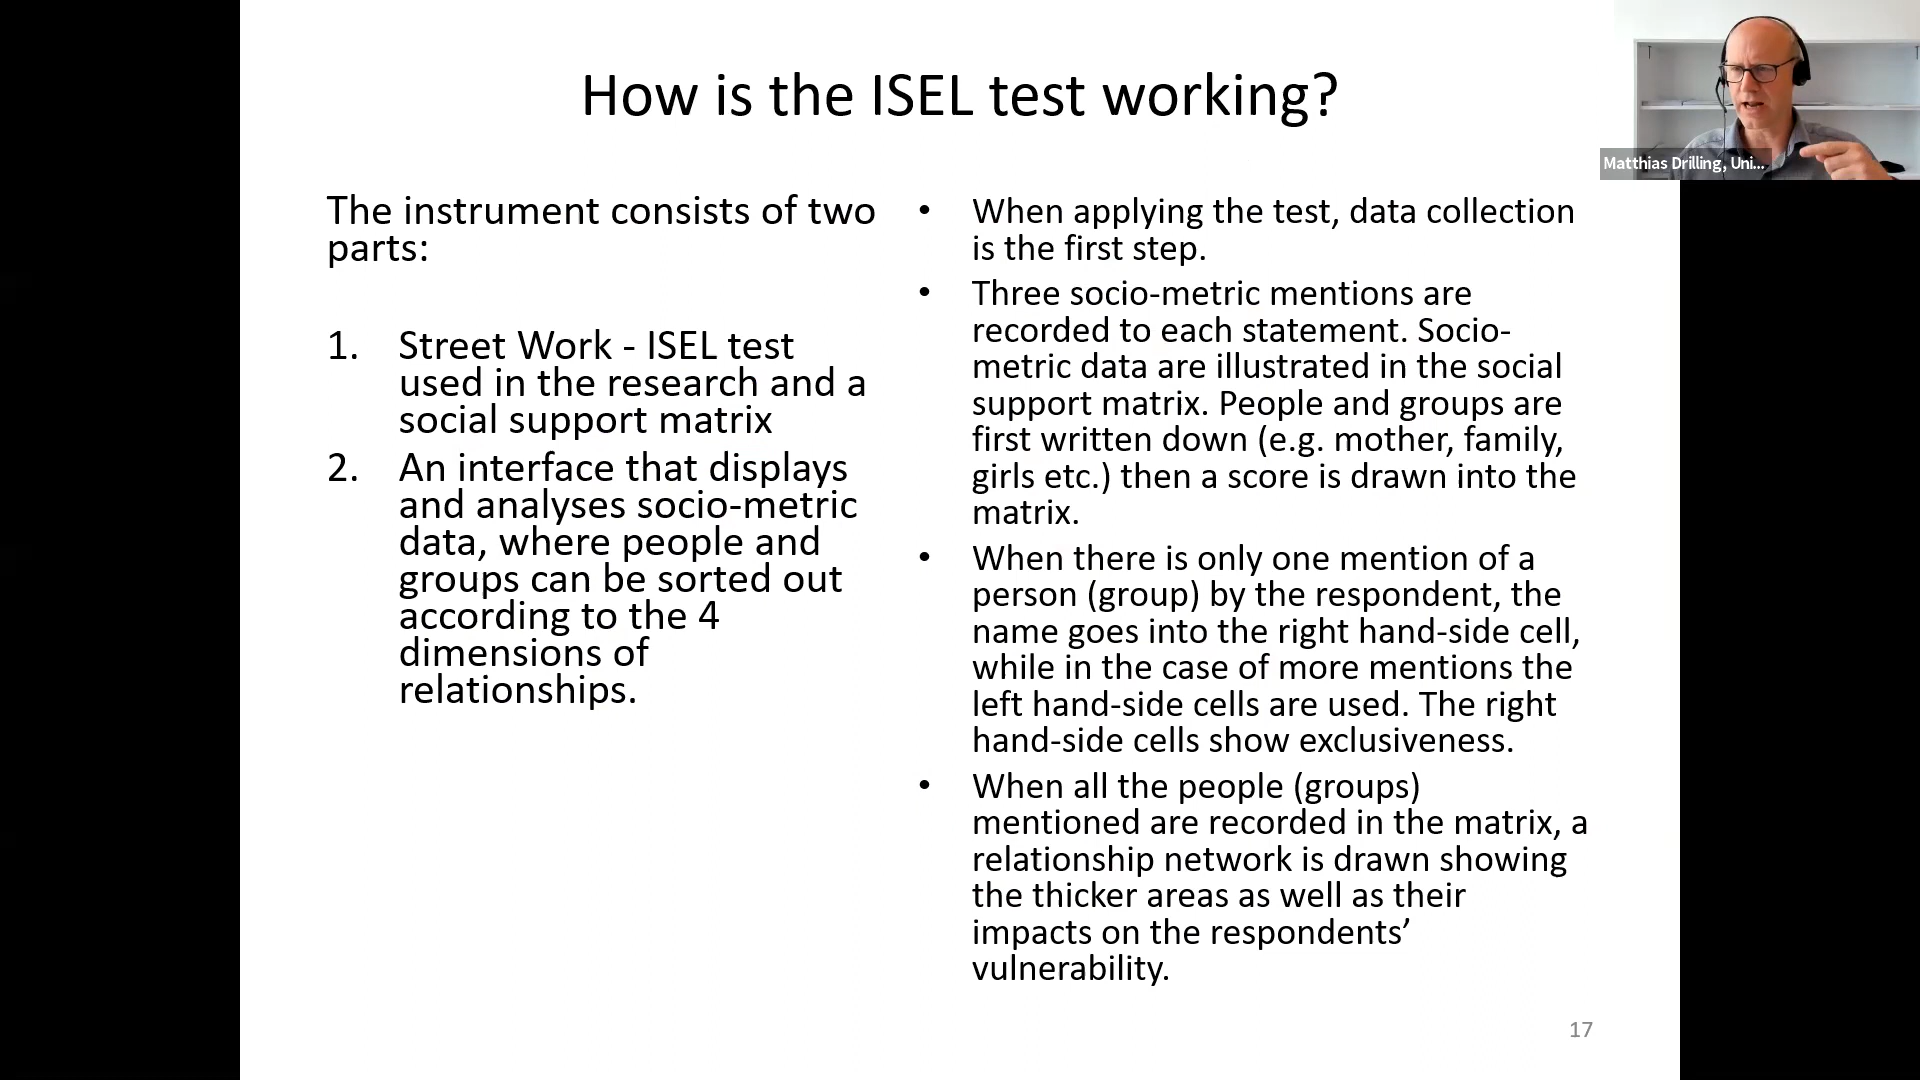 How is the ISEL test working?
Matthias Drilling, Uni...
The instrument consists of two
parts:
1. Street Work - ISEL test
used in the research and a
social support matrix
2. An interface that displays
and analyses socio-metric
data, where people and
groups can be sorted out
according to the 4
dimensions of
relationships.
• When applying the test, data collection
is the first step.
• Three socio-metric mentions are
recorded to each statement. Socio-
metric data are illustrated in the social
support matrix. People and groups are
first written down (e.g. mother, family,
girls etc.) then a score is drawn into the
matrix.
• When there is only one mention of a
person (group) by the respondent, the
name goes into the right hand-side cell,
while in the case of more mentions the
left hand-side cells are used. The right
hand-side cells show exclusiveness.
• When all the people (groups)
mentioned are recorded in the matrix, a
relationship network is drawn showing
the thicker areas as well as their
impacts on the respondents’
vulnerability.
17